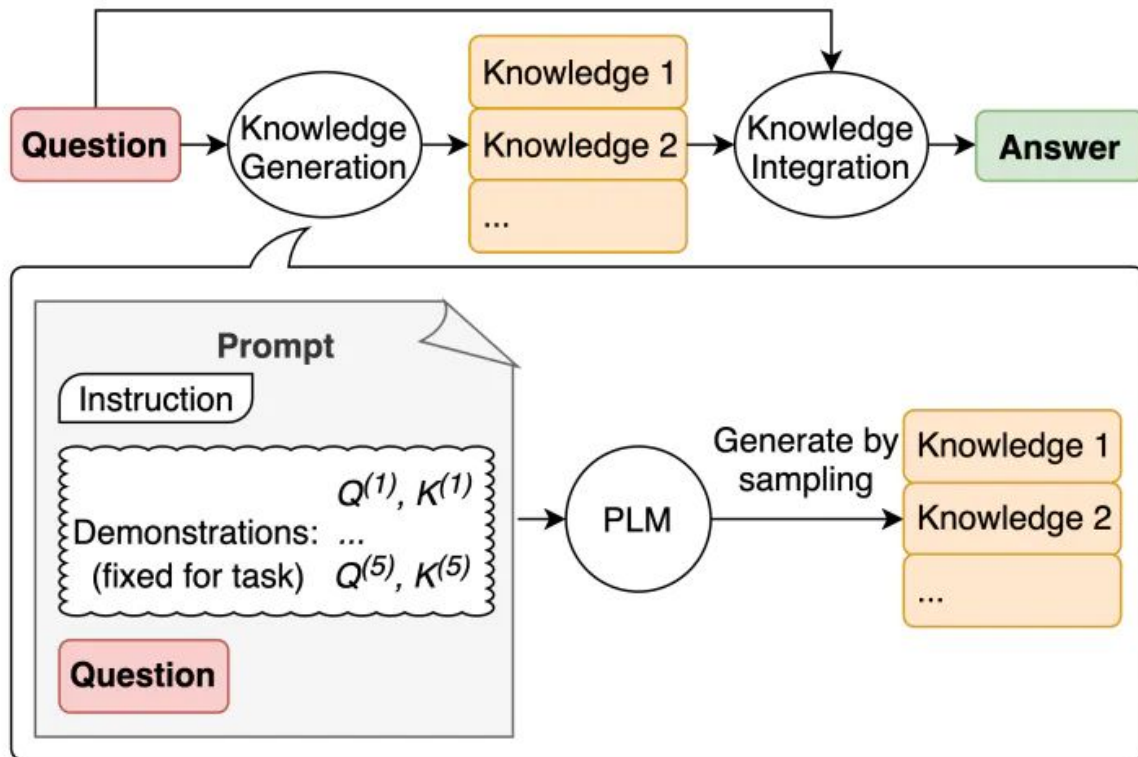 Question
Knowledge
Generation
Knowledge 1
Knowledge 2
...
Knowledge
Integration
Answer
Prompt
Instruction
Demonstrations:
(fixed for task)
Q(1), K(1)
...
Q(5), K(5)
Question
PLM
Generate by
sampling
Knowledge 1
Knowledge 2
...